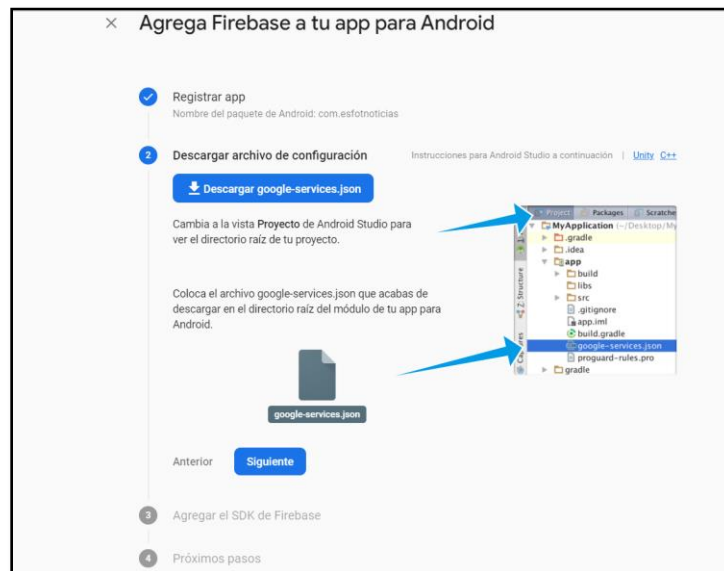 × Agrega Firebase a tu app para Android
Registrar app
Nombre del paquete de Android: com.esfotnoticias
2 Descargar archivo de configuración
Instrucciones para Android Studio a continuación | Unity C++
Descargar google-services.json
Cambia a la vista Proyecto de Android Studio para
ver el directorio raíz de tu proyecto.
Coloca el archivo google-services.json que acabas de
descargar en el directorio raíz del módulo de tu app para
Android.
google-services.json
Project Packages Scratche
MyApplication (~/Desktop/My
.gradle
.idea
app
build
libs
src
.gitignore
app.iml
build.gradle
google-services.json
proguard-rules.pro
gradle
Z: Structure
Captures
Anterior Siguiente
3 Agregar el SDK de Firebase
4 Próximos pasos